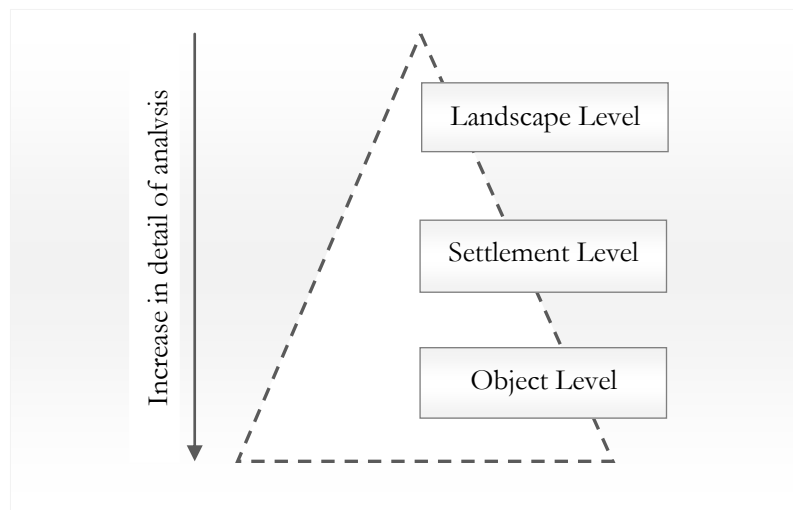 Increase in detail of analysis
Landscape Level
Settlement Level
Object Level